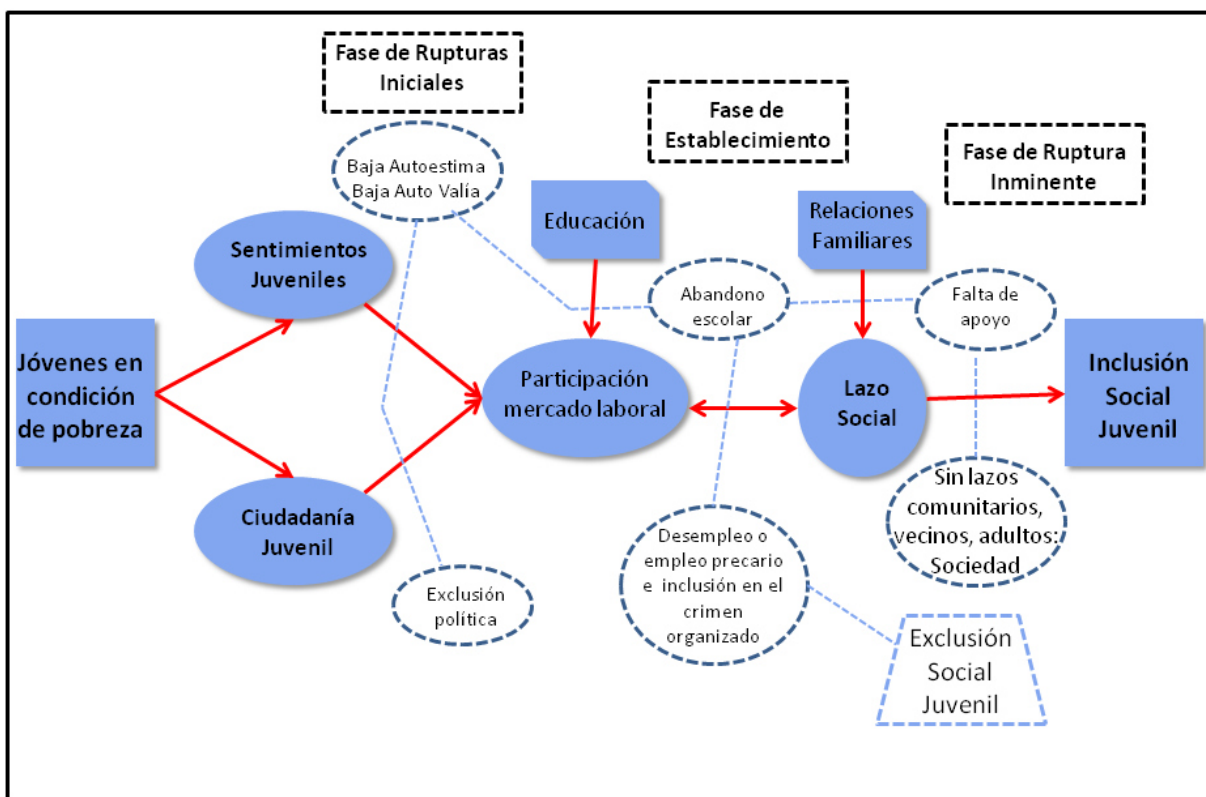 Fase de Rupturas
Iniciales
Fase de
Establecimiento
Fase de Ruptura
Inminente
Baja Autoestima
Baja Auto Valía
Educación
Relaciones
Familiares
Sentimientos
Juveniles
Abandono
escolar
Falta de
apoyo
Jóvenes en
condición
de pobreza
Participación
mercado laboral
Lazo
Social
Inclusión
Social
Juvenil
Ciudadanía
Juvenil
Exclusión
política
Desempleo o
empleo precario
e inclusión en el
crimen
organizado
Sin lazos
comunitarios,
vecinos, adultos:
Sociedad
Exclusión
Social
Juvenil